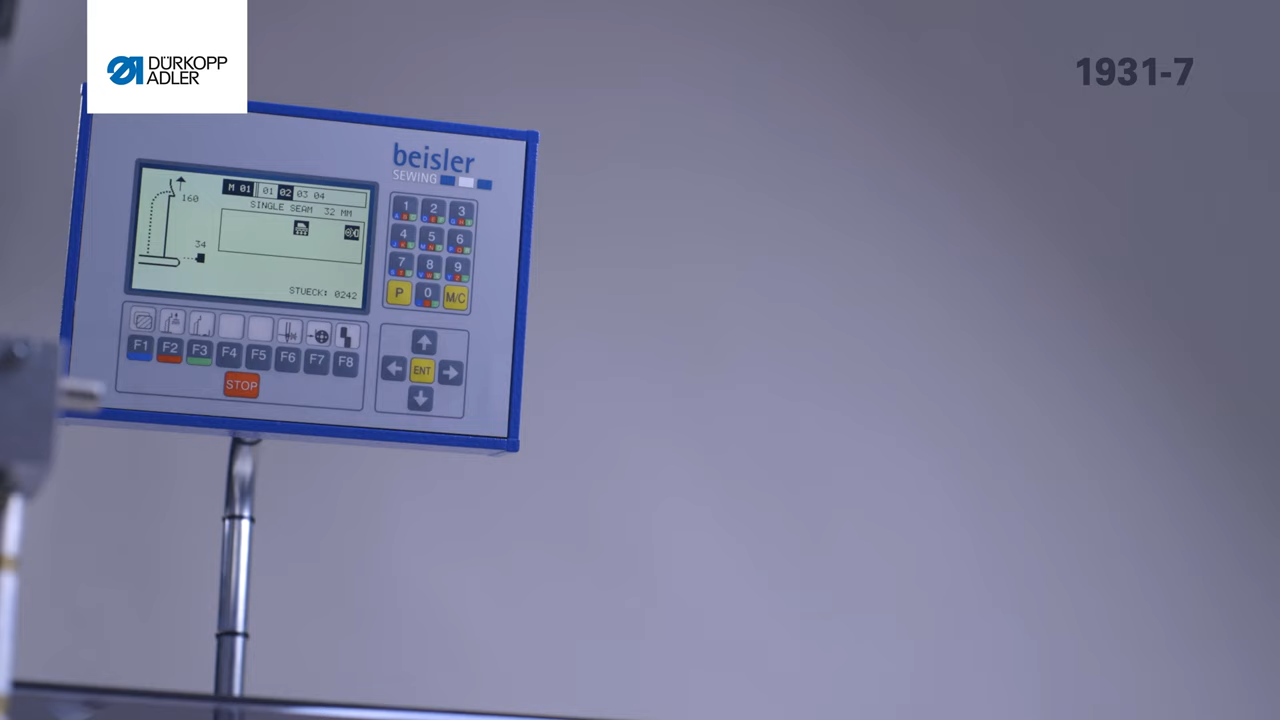 DÜRKOPP
ADLER
1931-7
beisler
SEWING
160
M 01 01 02 03 04
SINGLE SEAM 32 MM
34
STUECK: 0242
1 2 3
4 5 6
7 8 9
P 0 M/C
F1 F2 F3 F4 F5 F6 F7 F8
STOP
ENT